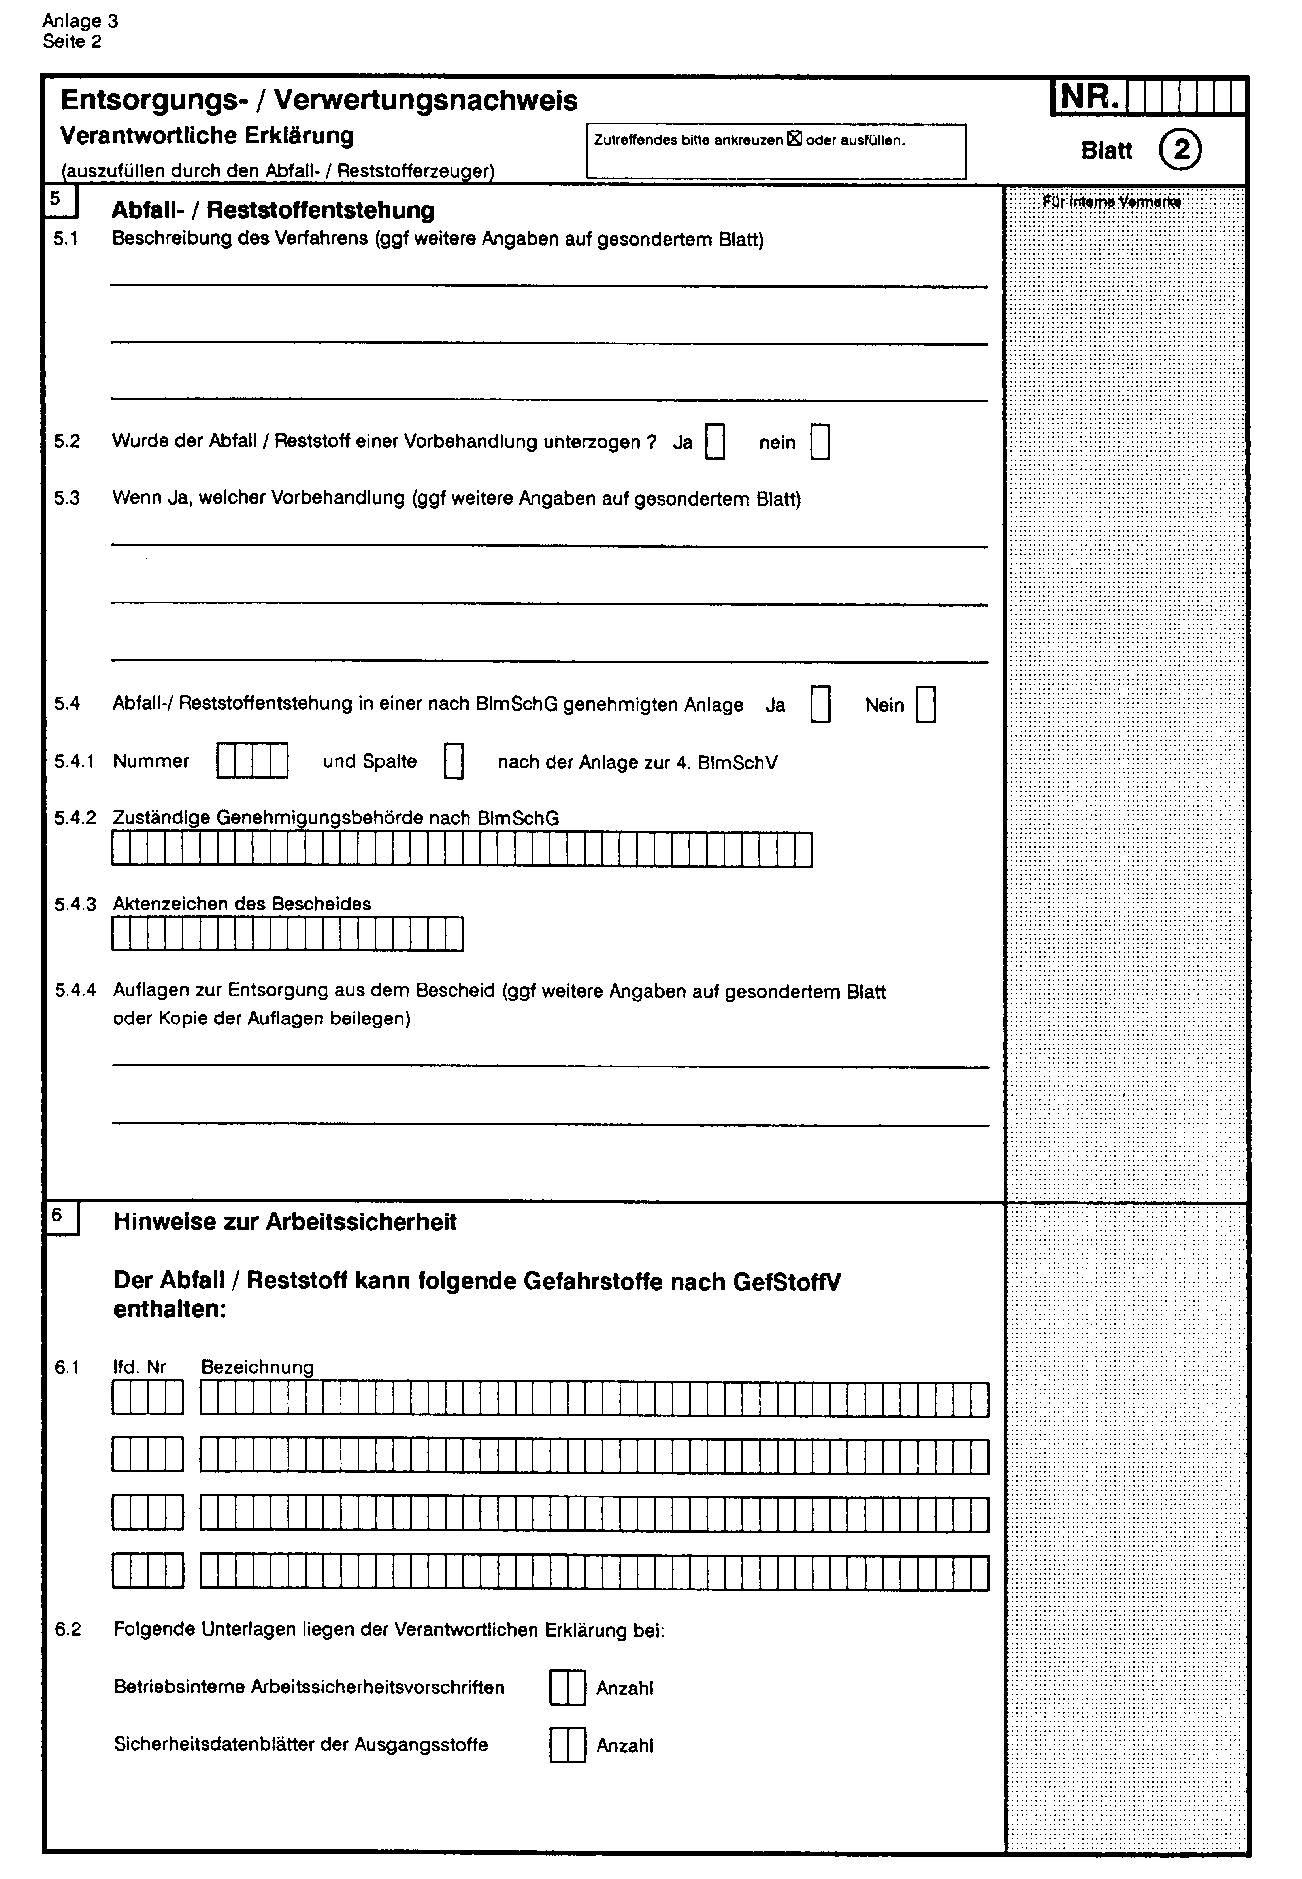 Anlage 3
Seite 2
Entsorgungs- / Verwertungsnachweis
NR.
Verantwortliche Erklärung
Zutreffendes bitte ankreuzen ☒ oder ausfüllen.
Blatt 2
(auszufüllen durch den Abfall- / Reststofferzeuger)
5 Abfall- / Reststoffentstehung
Für interne Vermerke
5.1 Beschreibung des Verfahrens (ggf weitere Angaben auf gesondertem Blatt)
5.2 Wurde der Abfall / Reststoff einer Vorbehandlung unterzogen ? Ja nein
5.3 Wenn Ja, welcher Vorbehandlung (ggf weitere Angaben auf gesondertem Blatt)
5.4 Abfall-/ Reststoffentstehung in einer nach BImSchG genehmigten Anlage Ja Nein
5.4.1 Nummer und Spalte nach der Anlage zur 4. BImSchV
5.4.2 Zuständige Genehmigungsbehörde nach BImSchG
5.4.3 Aktenzeichen des Bescheides
5.4.4 Auflagen zur Entsorgung aus dem Bescheid (ggf weitere Angaben auf gesondertem Blatt
oder Kopie der Auflagen beilegen)
6 Hinweise zur Arbeitssicherheit
Der Abfall / Reststoff kann folgende Gefahrstoffe nach GefStoffV
enthalten:
6.1 lfd. Nr Bezeichnung
6.2 Folgende Unterlagen liegen der Verantwortlichen Erklärung bei:
Betriebsinterne Arbeitssicherheitsvorschriften Anzahl
Sicherheitsdatenblätter der Ausgangsstoffe Anzahl